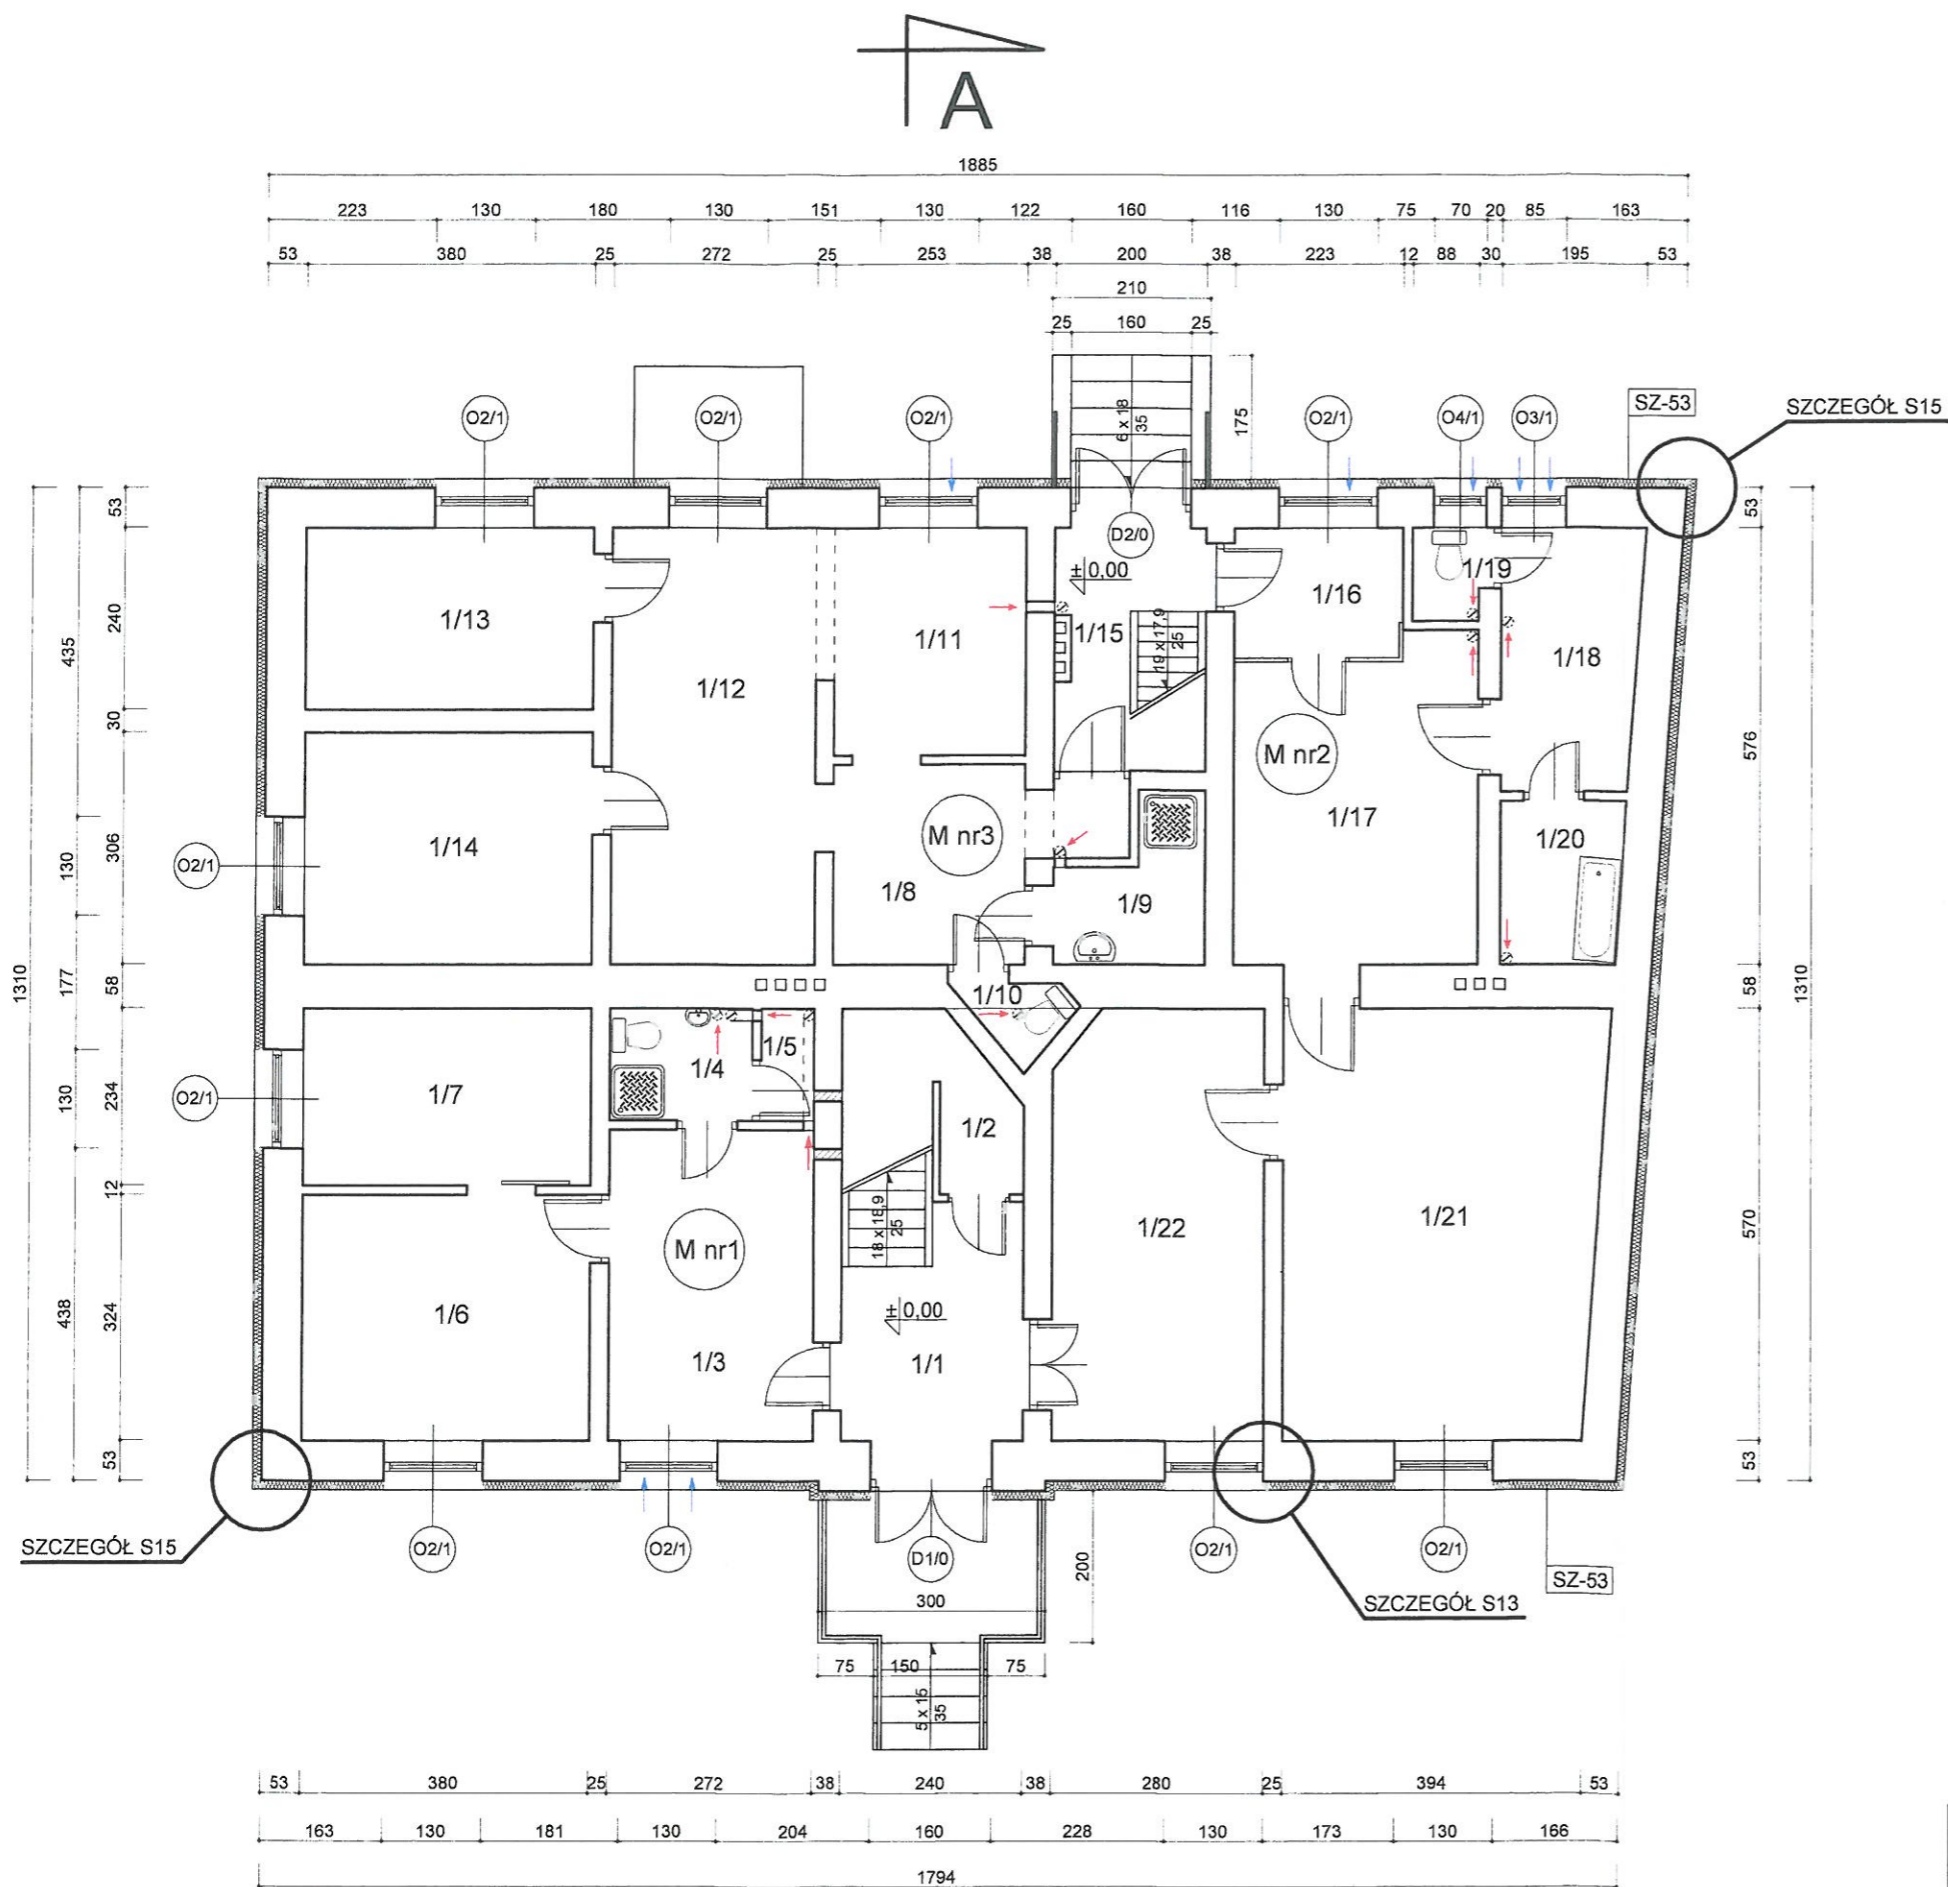 A
1885
223 130 180 130 151 130 122 160 116 130 75 70 20 85 163
53 380 25 272 25 253 38 200 38 223 12 88 30 195 53
210
25 160 25
175
6 x 18
35
O2/1 O2/1 O2/1 O2/1 O4/1 O3/1
SZ-53
SZCZEGÓŁ S15
D2/0
±0,00
1/13 1/12 1/11 1/15 1/16 1/19 1/18
19 x 17,9
25
M nr2
1/14 M nr3 1/17 1/20
1/8 1/9
O2/1
1/10
1/7 1/4 1/5 1/2
O2/1
18 x 18,9
25
M nr1
1/22 1/21
±0,00
1/6 1/3 1/1
1310
435 130 177 130 438
53 240 30 306 58 234 12 324 53
53 576 58 570 53
1310
SZCZEGÓŁ S15
O2/1 O2/1 D1/0 O2/1 O2/1
SZ-53
SZCZEGÓŁ S13
200
300
75 150 75
5 x 15
35
53 380 25 272 38 240 38 280 25 394 53
163 130 181 130 204 160 228 130 173 130 166
1794